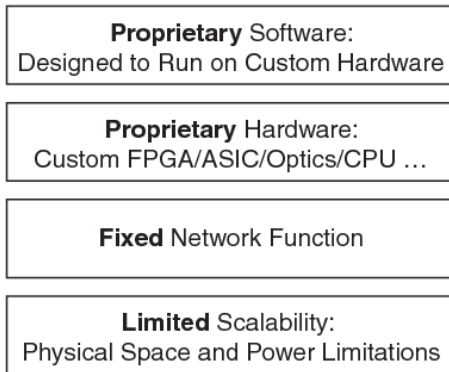 Proprietary Software:
Designed to Run on Custom Hardware
Proprietary Hardware:
Custom FPGA/ASIC/Optics/CPU ...
Fixed Network Function
Limited Scalability:
Physical Space and Power Limitations